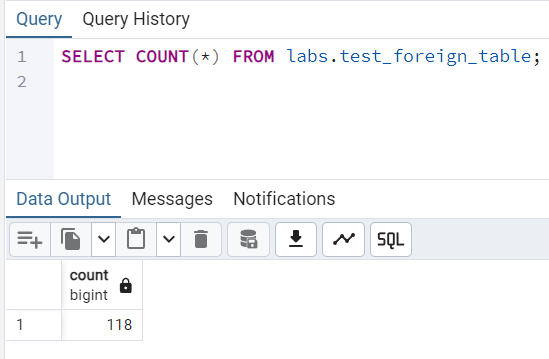 Query Query History
1 SELECT COUNT(*) FROM labs.test_foreign_table;
2
Data Output Messages Notifications
SQL
count
bigint
1 118